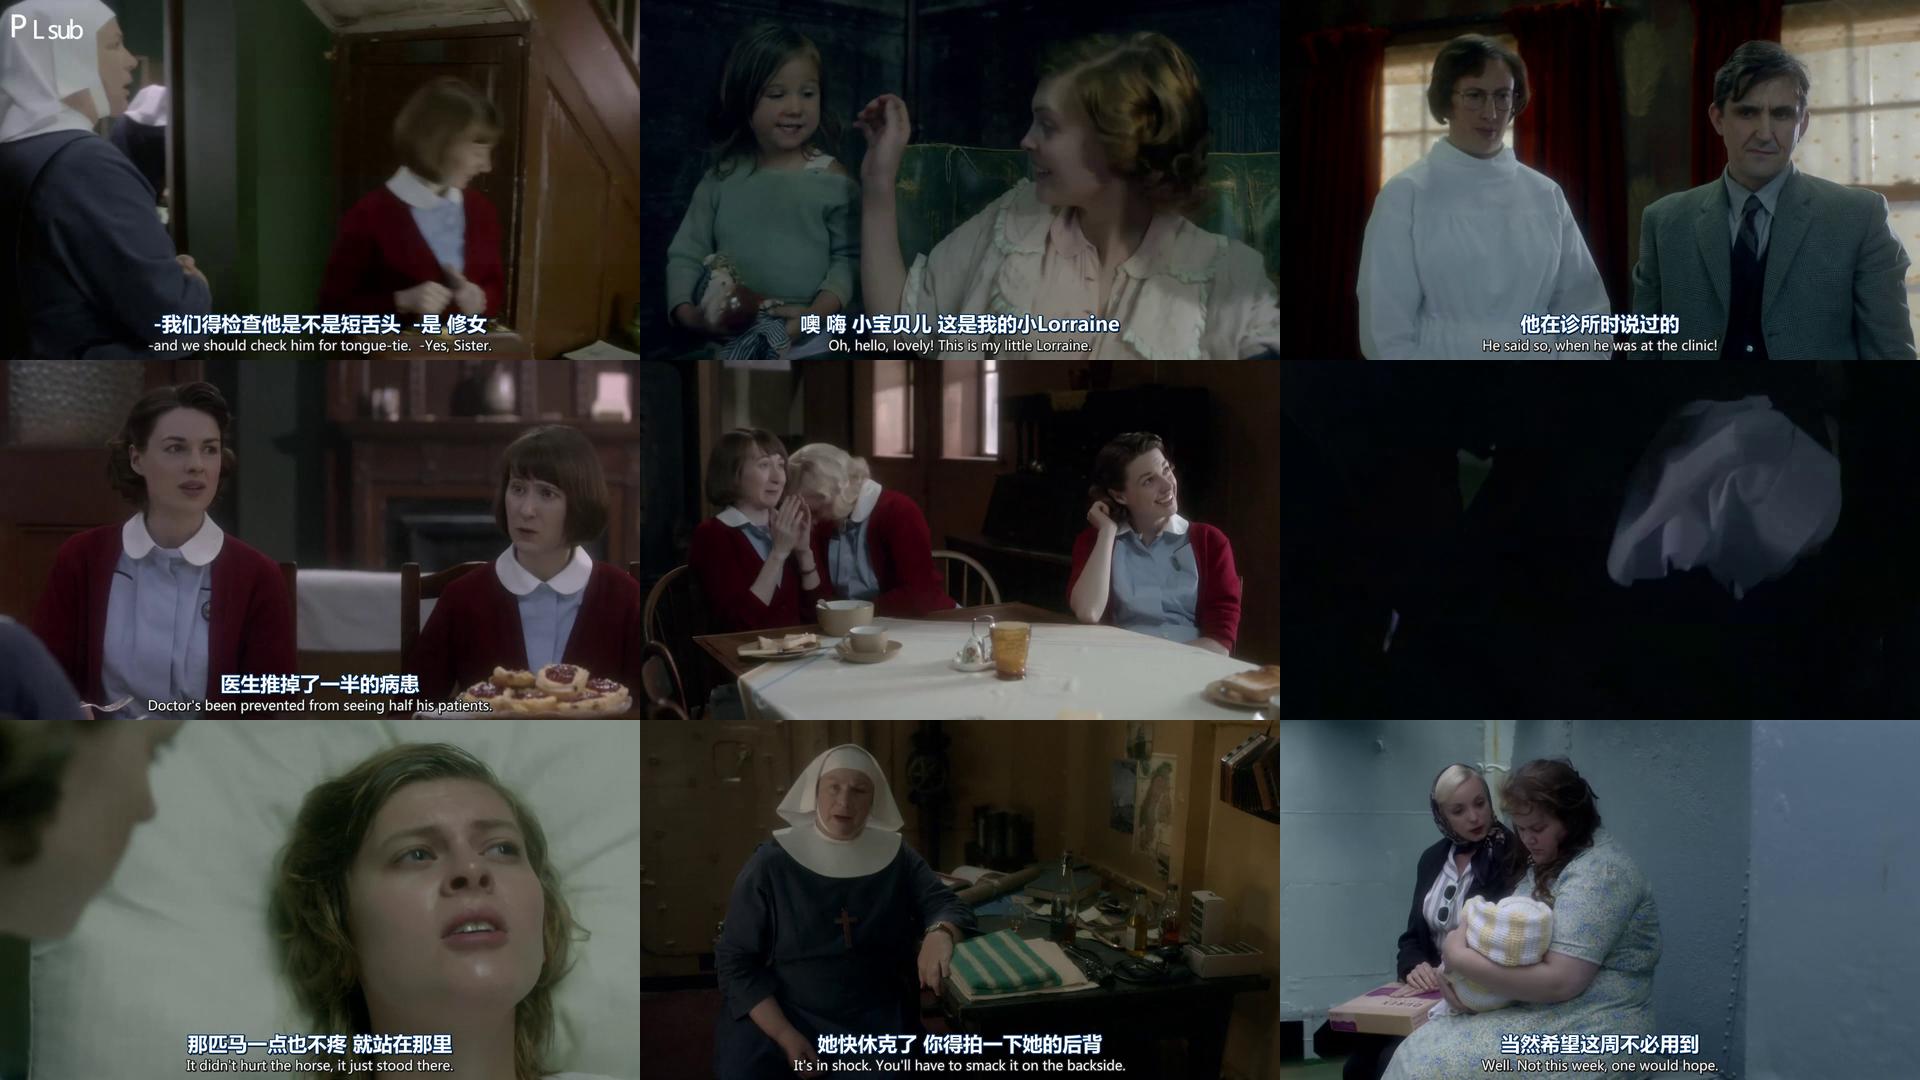 PLsub
-我们得检查他是不是短舌头 -是 修女
-and we should check him for tongue-tie. -Yes, Sister.
噢 嗨 小宝贝儿 这是我的小Lorraine
Oh, hello, lovely! This is my little Lorraine.
他在诊所时说过的
He said so, when he was at the clinic!
医生推掉了一半的病患
Doctor's been prevented from seeing half his patients.
那匹马一点也不疼 就站在那里
It didn't hurt the horse, it just stood there.
她快休克了 你得拍一下她的后背
It's in shock. You'll have to smack it on the backside.
当然希望这周不必用到
Well. Not this week, one would hope.